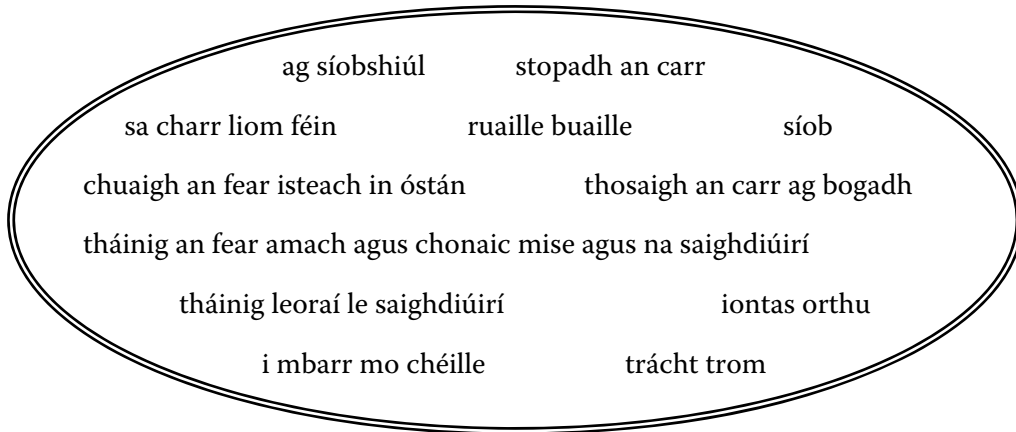 ag síobshiúl stopadh an carr
sa charr liom féin ruaille buaille síob
chuaigh an fear isteach in óstán thosaigh an carr ag bogadh
tháinig an fear amach agus chonaic mise agus na saighdiúirí
tháinig leoraí le saighdiúirí iontas orthu
i mbarr mo chéille trácht trom